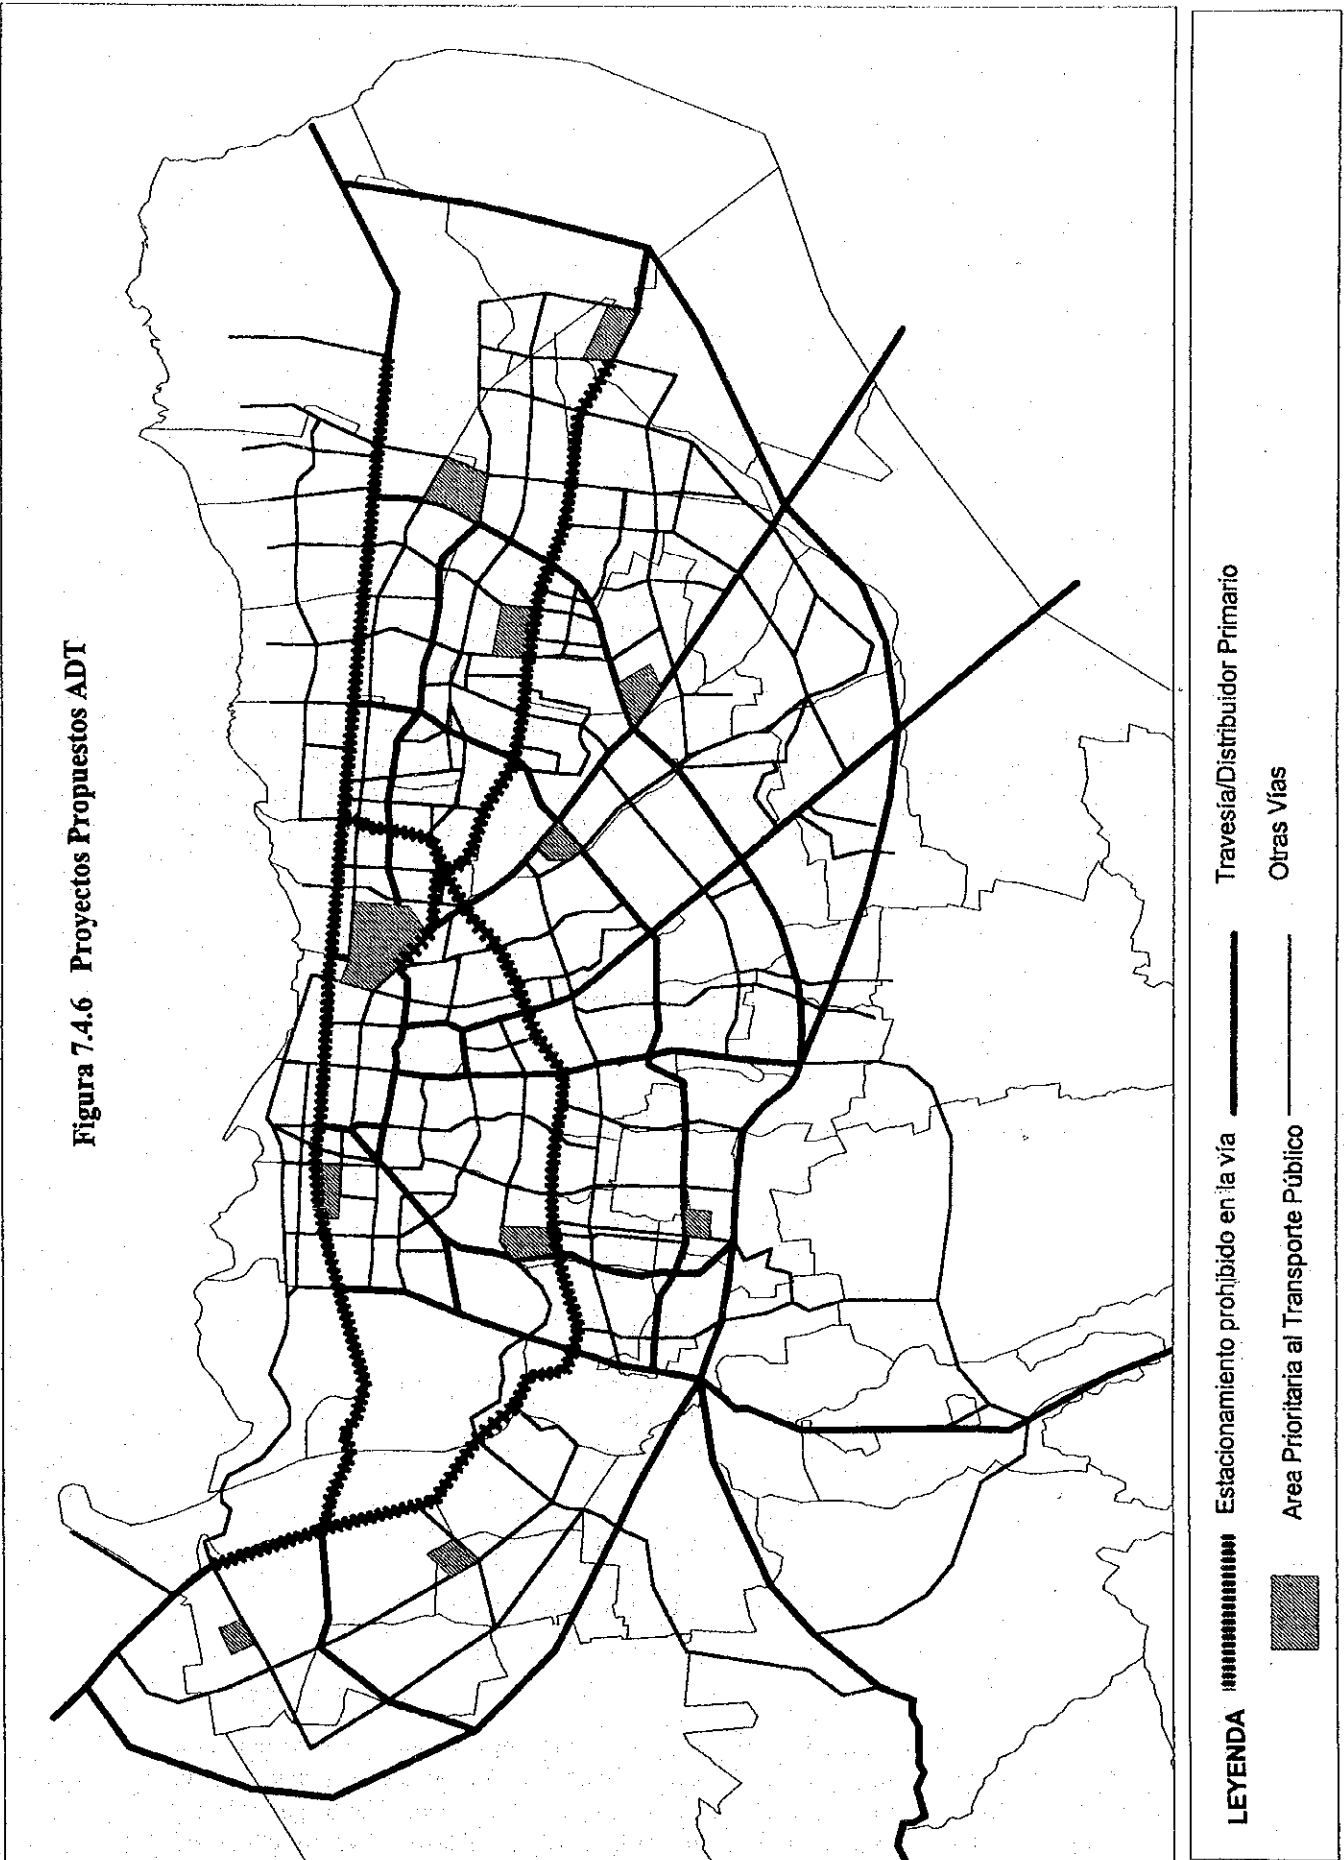 Figura 7.4.6 Proyectos Propuestos ADT
LEYENDA
Estacionamiento prohibido en la vía
Travesía/Distribuidor Primario
Area Prioritaria al Transporte Público
Otras Vías